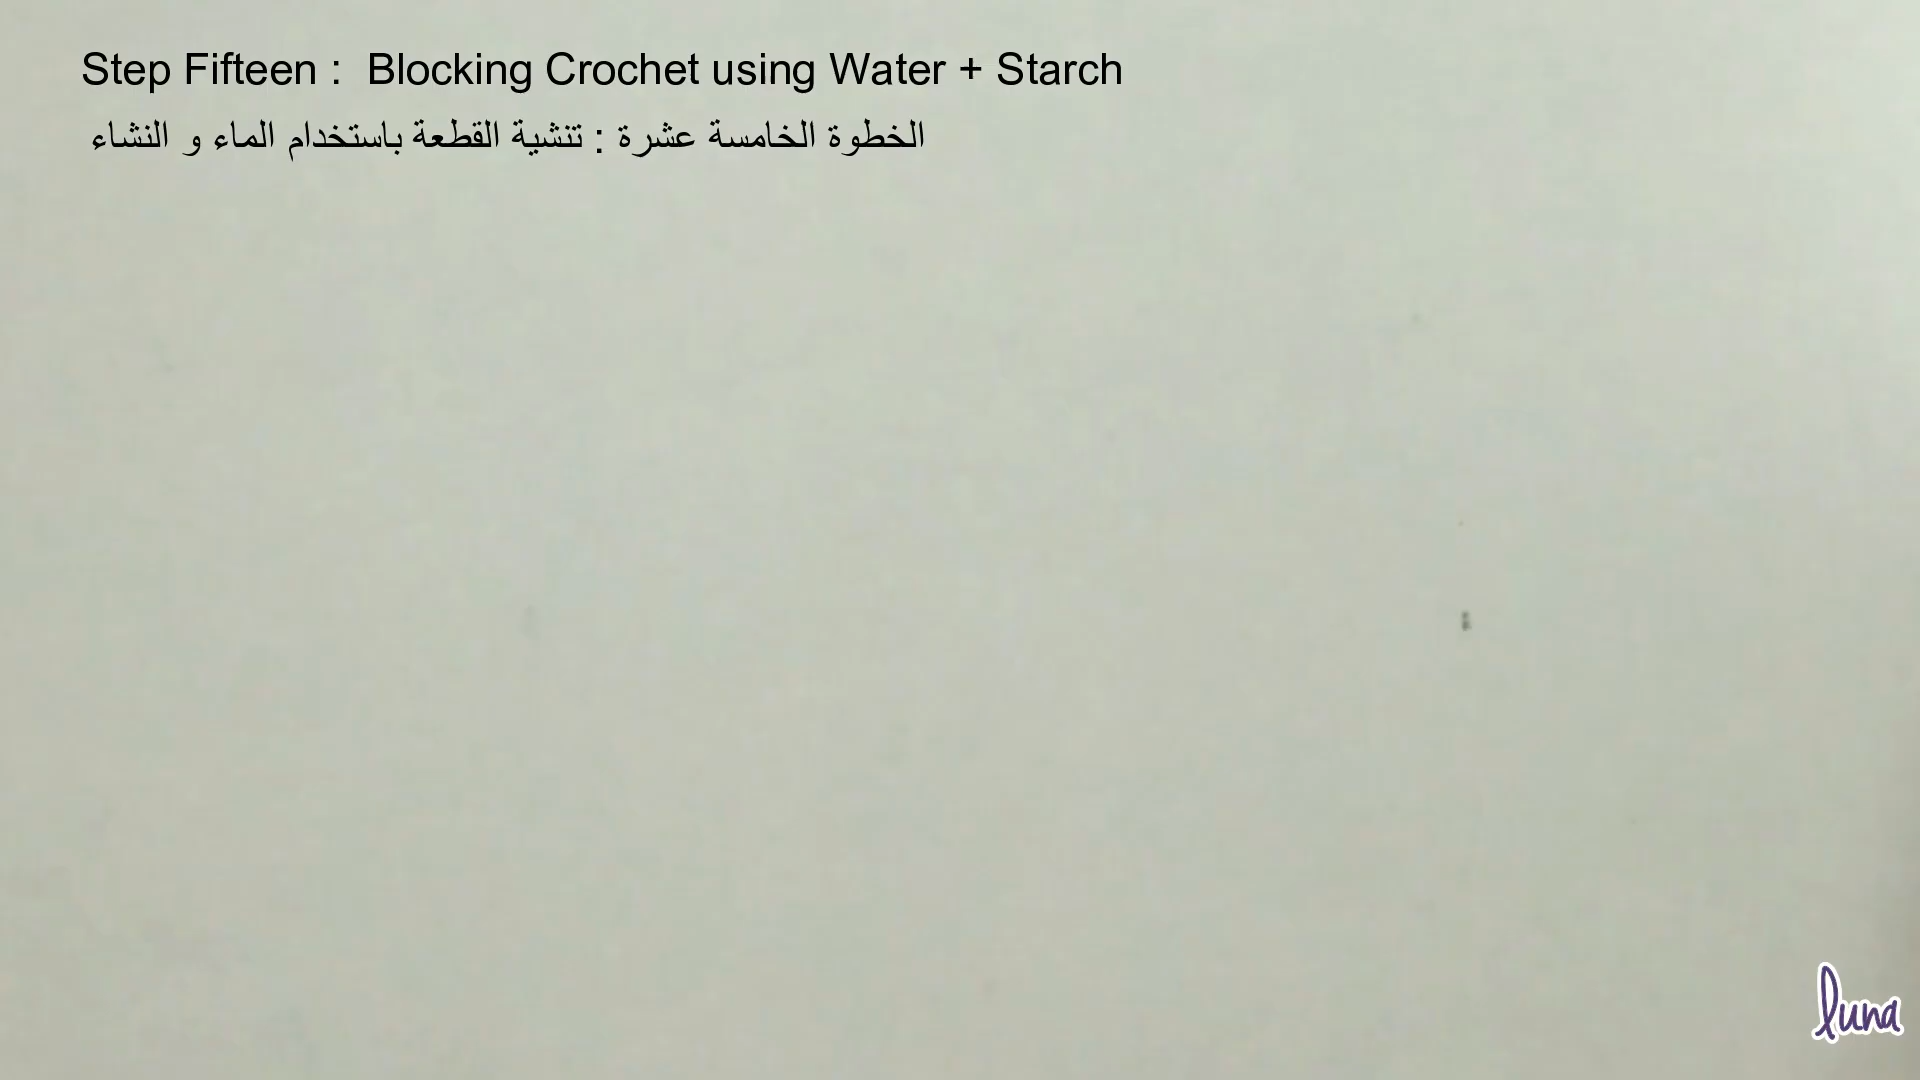 Step Fifteen :  Blocking Crochet using Water + Starch
الخطوة الخامسة عشرة : تنشية القطعة باستخدام الماء و النشاء
luna